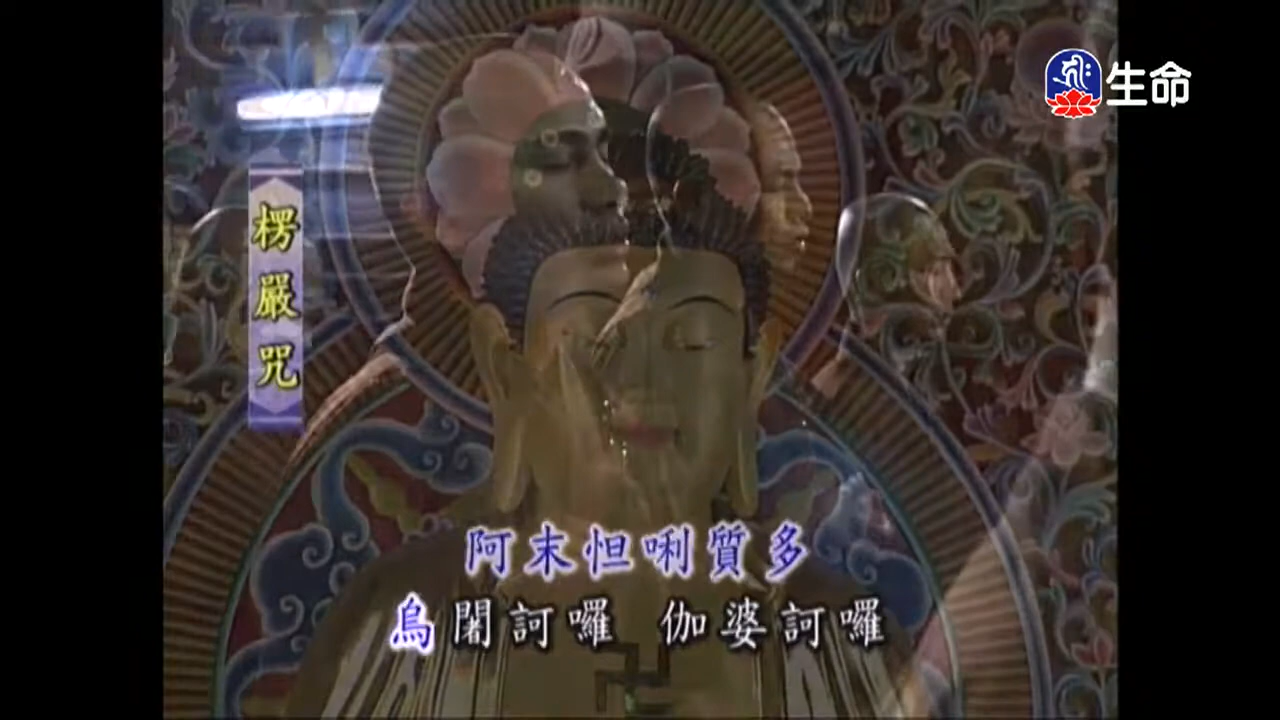 生命
楞嚴咒
阿末怛唎質多
烏闍訶囉 伽婆訶囉